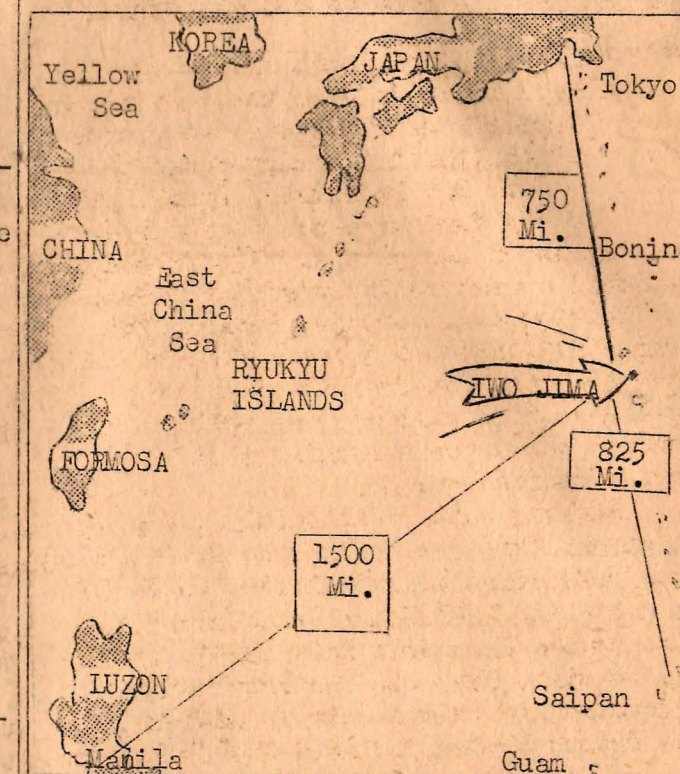 KOREA
JAPAN
Yellow
Sea
Tokyo
750
Mi.
CHINA
Bonin
East
China
Sea
RYUKYU
ISLANDS
IWO JIMA
FORMOSA
825
Mi.
1500
Mi.
LUZON
Saipan
Manila
Guam